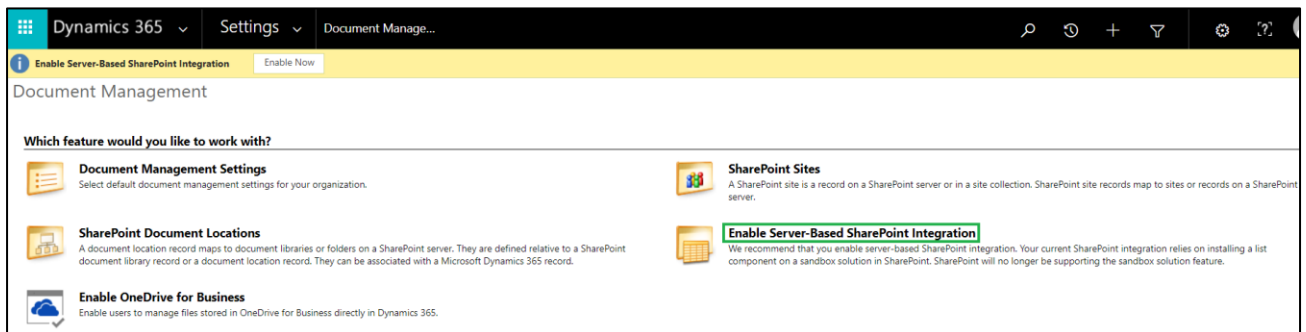 Dynamics 365 Settings Document Manage...
Enable Server-Based SharePoint Integration Enable Now
Document Management
Which feature would you like to work with?
Document Management Settings
Select default document management settings for your organization.
SharePoint Sites
A SharePoint site is a record on a SharePoint server or in a site collection. SharePoint site records map to sites or records on a SharePoint
server.
SharePoint Document Locations
A document location record maps to document libraries or folders on a SharePoint server. They are defined relative to a SharePoint
document library record or a document location record. They can be associated with a Microsoft Dynamics 365 record.
Enable Server-Based SharePoint Integration
We recommend that you enable server-based SharePoint integration. Your current SharePoint integration relies on installing a list
component on a sandbox solution in SharePoint. SharePoint will no longer be supporting the sandbox solution feature.
Enable OneDrive for Business
Enable users to manage files stored in OneDrive for Business directly in Dynamics 365.